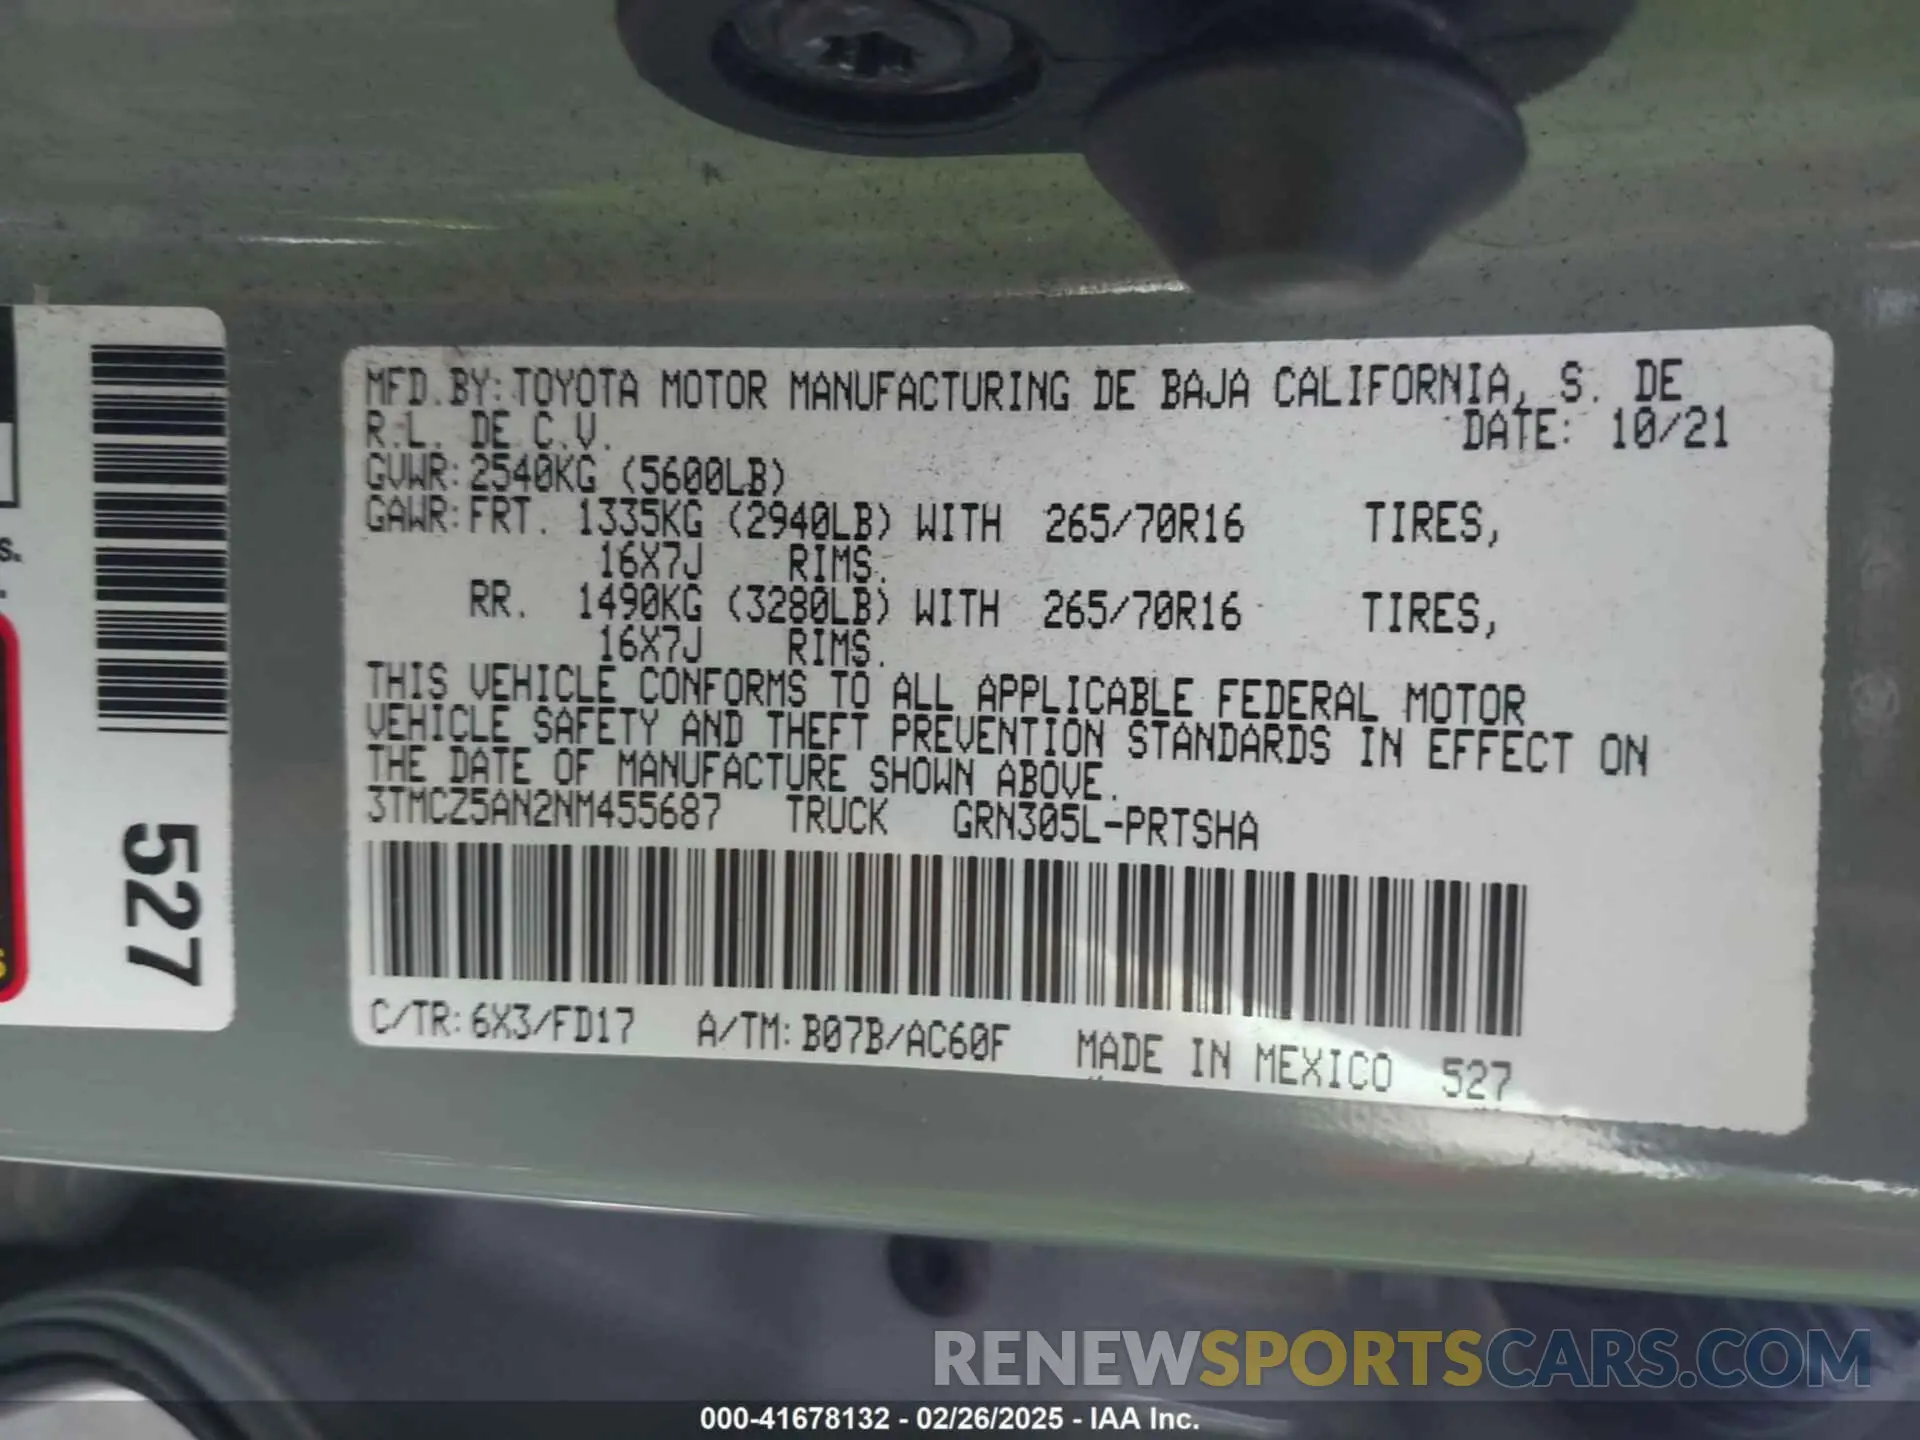 MFD.BY:TOYOTA MOTOR MANUFACTURING DE BAJA CALIFORNIA, S. DE
R.L. DE C.V. DATE: 10/21
GVWR:2540KG (5600LB)
GAWR:FRT. 1335KG (2940LB) WITH 265/70R16 TIRES,
16X7J RIMS.
RR. 1490KG (3280LB) WITH 265/70R16 TIRES,
16X7J RIMS.
THIS VEHICLE CONFORMS TO ALL APPLICABLE FEDERAL MOTOR
VEHICLE SAFETY AND THEFT PREVENTION STANDARDS IN EFFECT ON
THE DATE OF MANUFACTURE SHOWN ABOVE.
3TMCZ5AN2NM455687 TRUCK GRN305L-PRTSHA
C/TR:6X3/FD17 A/TM:B07B/AC60F MADE IN MEXICO 527
527
s.
RENEWSPORTSCARS.COM
000-41678132 - 02/26/2025 - IAA Inc.